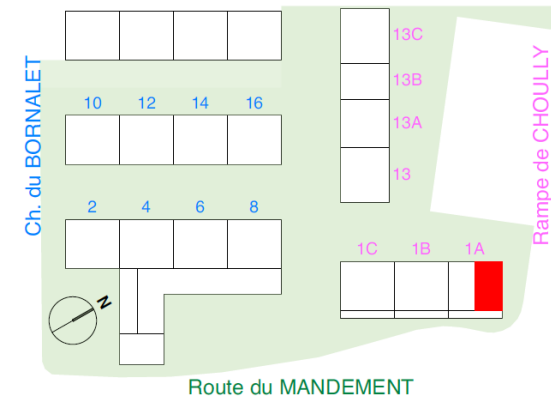 13C
13B
Ch. du BORNALET
Rampe de CHOULLY
10 12 14 16
13A
13
2 4 6 8
1C 1B 1A
N
Route du MANDEMENT